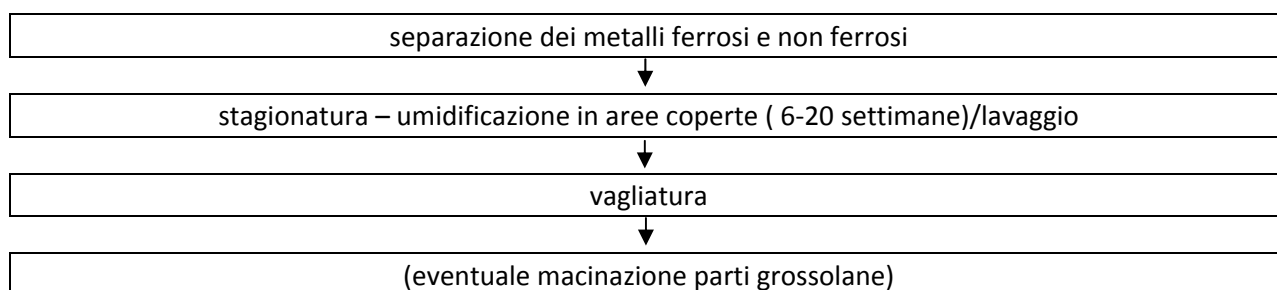 separazione dei metalli ferrosi e non ferrosi
stagionatura – umidificazione in aree coperte ( 6-20 settimane)/lavaggio
vagliatura
(eventuale macinazione parti grossolane)